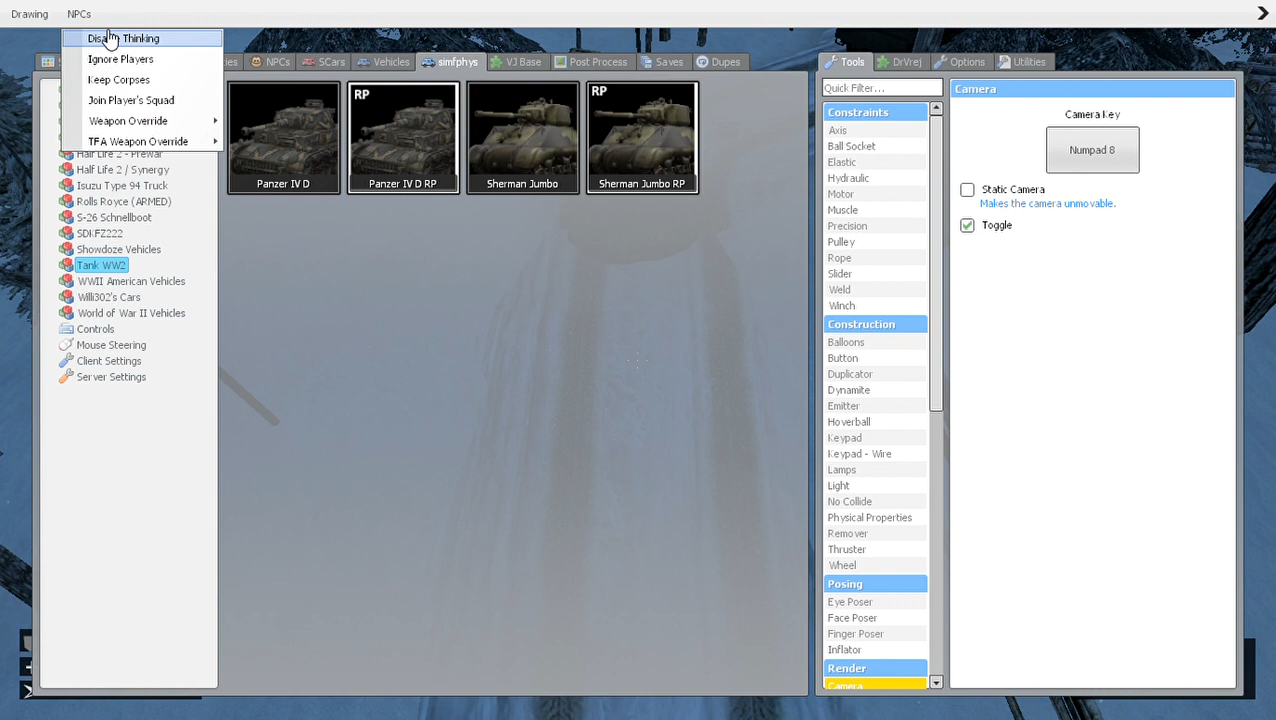 Drawing NPCs
Disa Thinking
Ignore Players
Keep Corpses
Join Player's Squad
Weapon Override
TFA Weapon Override
NPCs
SCars
Vehicles
simfphys
VJ Base
Post Process
Saves
Dupes
Half Life 2 - Prewar
Half Life 2 / Synergy
Isuzu Type 94 Truck
Rolls Royce (ARMED)
S-26 Schnellboot
SDKFZ222
Showdoze Vehicles
Tank WW2
WWII American Vehicles
Willi302's Cars
World of War II Vehicles
Controls
Mouse Steering
Client Settings
Server Settings
RP
RP
Panzer IV D
Panzer IV D RP
Sherman Jumbo
Sherman Jumbo RP
Tools
DrVrej
Options
Utilities
Quick Filter...
Constraints
Axis
Ball Socket
Elastic
Hydraulic
Motor
Muscle
Precision
Pulley
Rope
Slider
Weld
Winch
Construction
Balloons
Button
Duplicator
Dynamite
Emitter
Hoverball
Keypad
Keypad - Wire
Lamps
Light
No Collide
Physical Properties
Remover
Thruster
Wheel
Posing
Eye Poser
Face Poser
Finger Poser
Inflator
Render
Camera
Camera
Camera Key
Numpad 8
Static Camera
Makes the camera unmovable.
Toggle